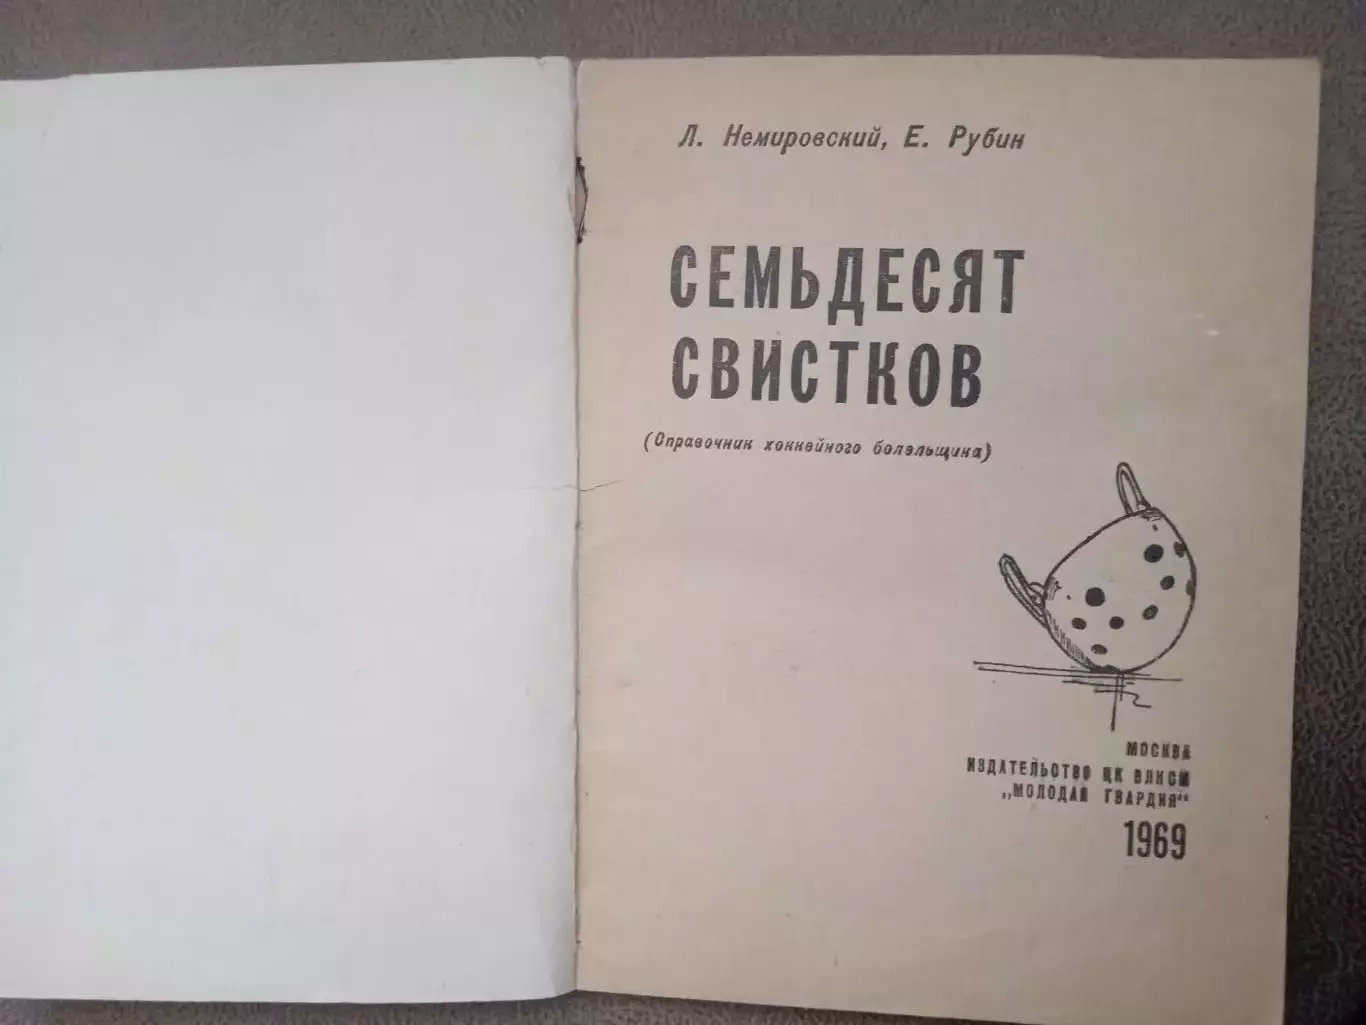 Л. Немировский, Е. Рубин
СЕМЬДЕСЯТ
СВИСТКОВ
(Справочник хоккейного болельщика)
МОСКВА
ИЗДАТЕЛЬСТВО ЦК ВЛКСМ
„МОЛОДАЯ ГВАРДИЯ“
1969